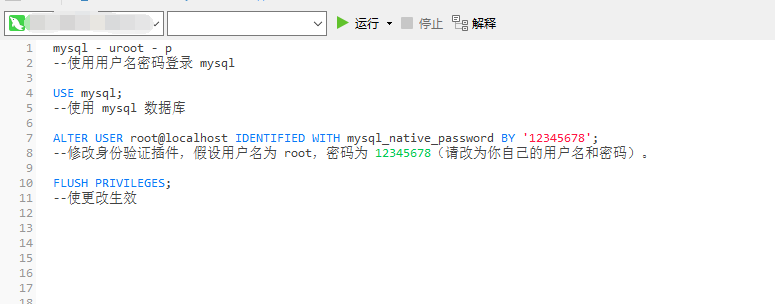 运行 停止 解释
1 mysql - uroot - p
2 --使用用户名密码登录 mysql
3
4 USE mysql;
5 --使用 mysql 数据库
6
7 ALTER USER root@localhost IDENTIFIED WITH mysql_native_password BY '12345678';
8 --修改身份验证插件，假设用户名为 root，密码为 12345678（请改为你自己的用户名和密码）。
9
10 FLUSH PRIVILEGES;
11 --使更改生效
12
13
14
15
16
17
18